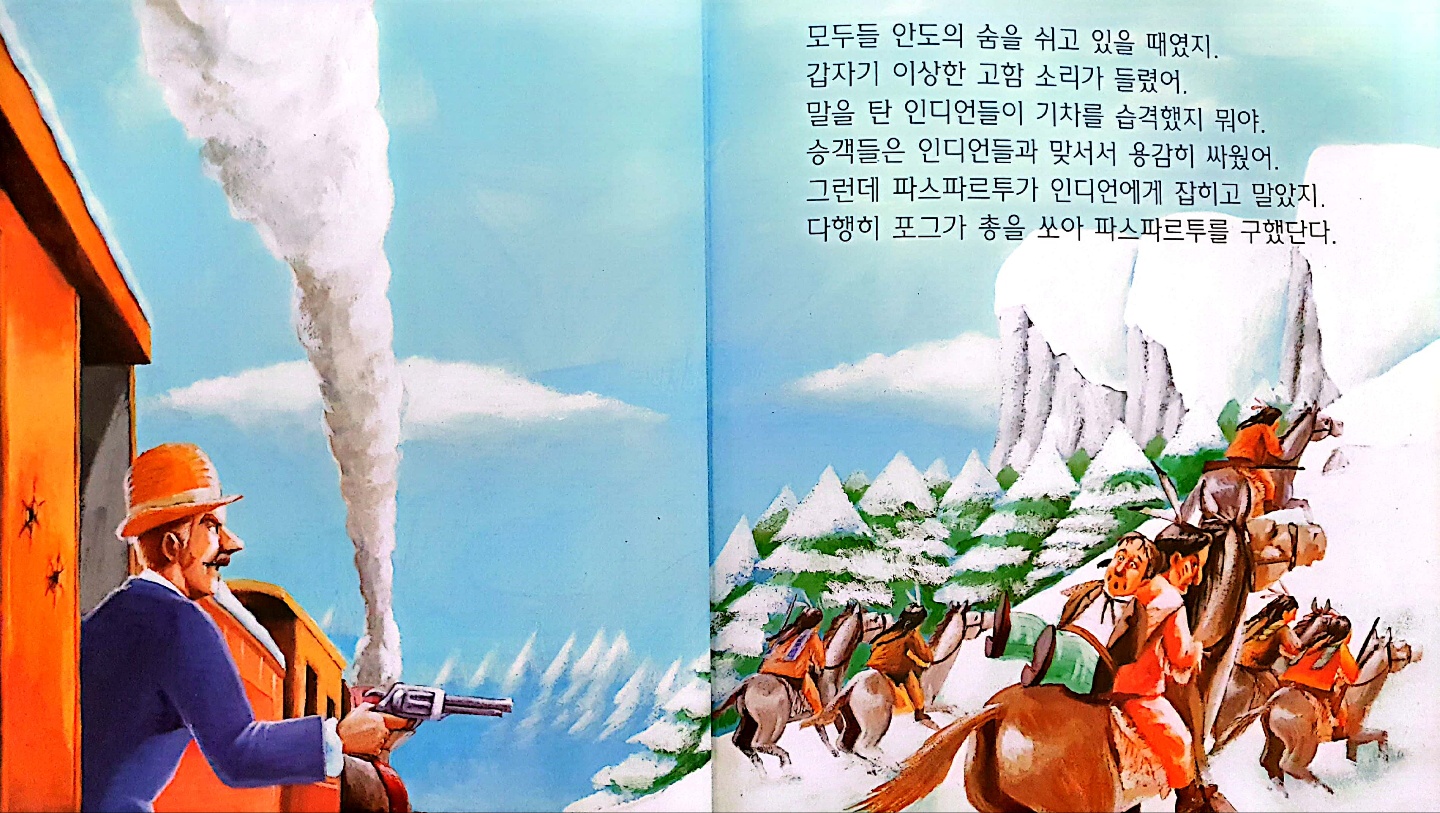 모두들 안도의 숨을 쉬고 있을 때였지.
갑자기 이상한 고함 소리가 들렸어.
말을 탄 인디언들이 기차를 습격했지 뭐야.
승객들은 인디언들과 맞서서 용감히 싸웠어.
그런데 파스파르투가 인디언에게 잡히고 말았지.
다행히 포그가 총을 쏘아 파스파르투를 구했단다.